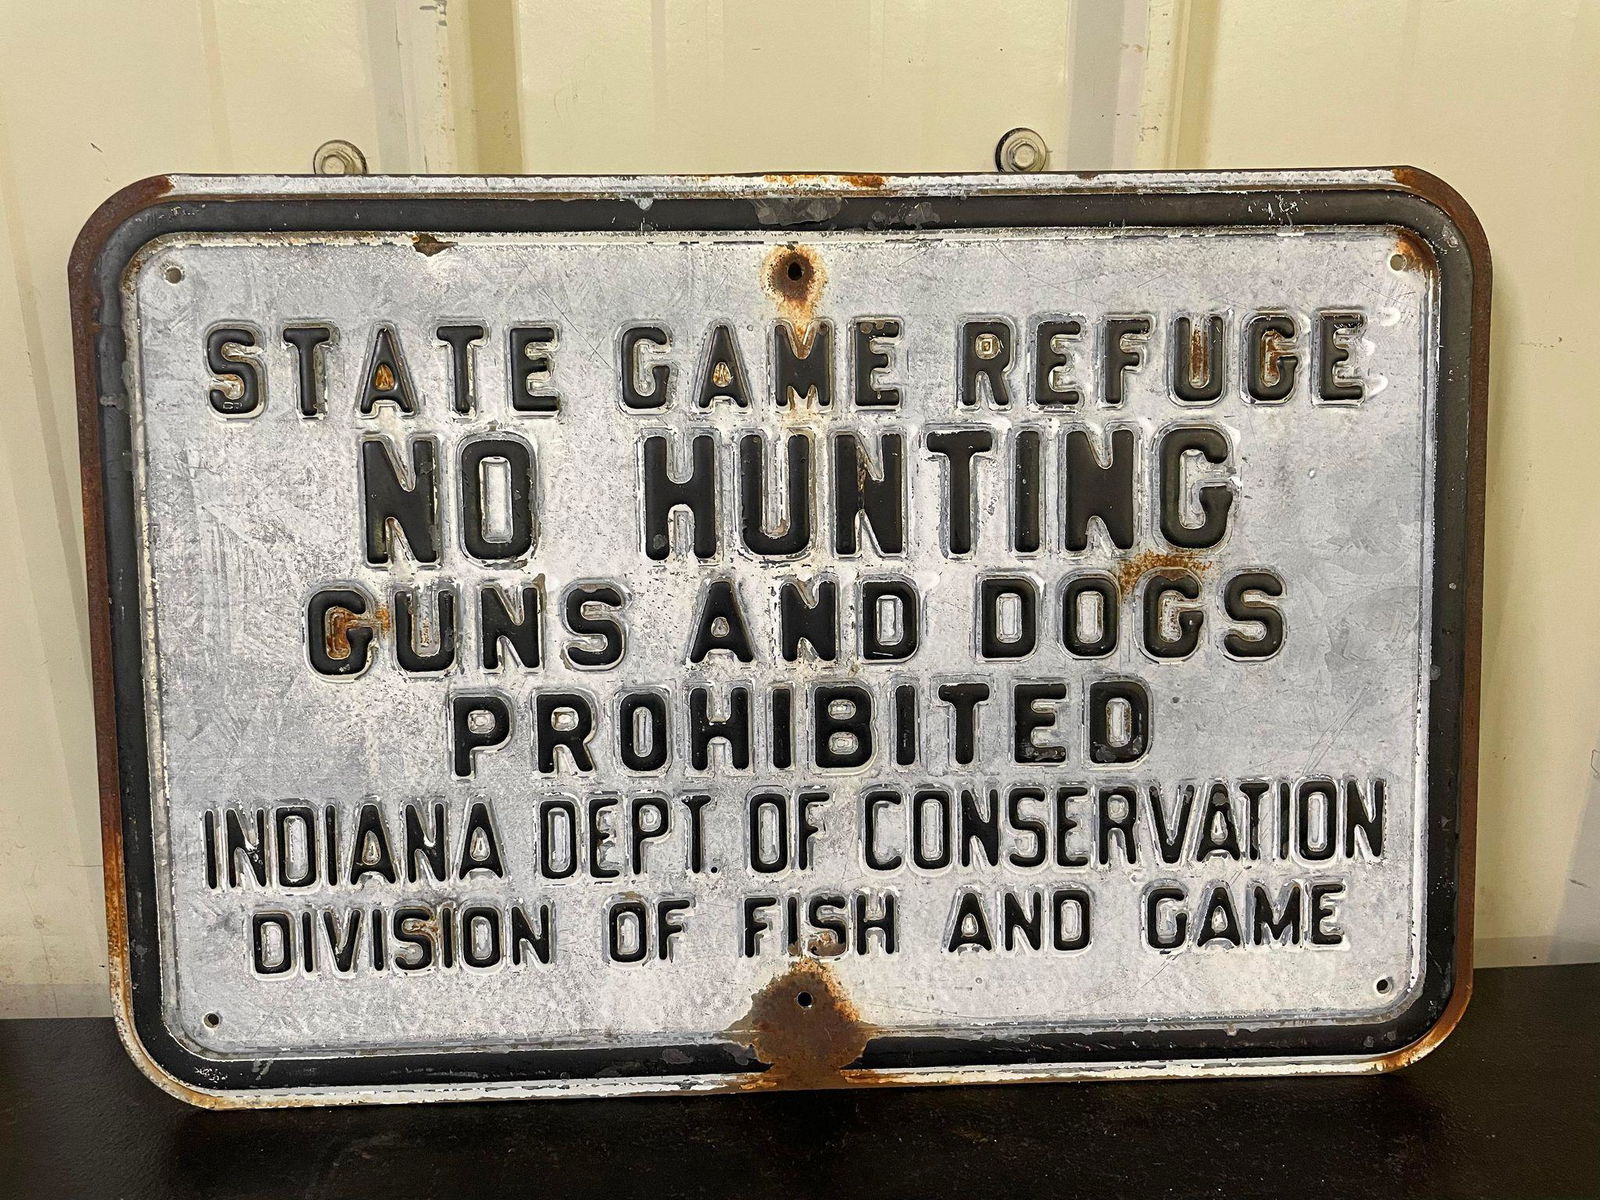 STATE GAME REFUGE
NO HUNTING
GUNS AND DOGS
PROHIBITED
INDIANA DEPT. OF CONSERVATION
DIVISION OF FISH AND GAME